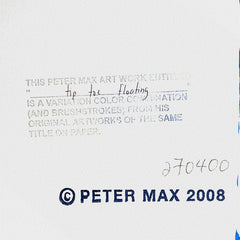 THIS PETER MAX ART WORK ENTITLED
" tip toe floating "
IS A VARIATION COLOR COMBINATION
(AND BRUSHSTROKES) FROM HIS
ORIGINAL ARTWORKS OF THE SAME
TITLE ON PAPER.
270400
© PETER MAX 2008